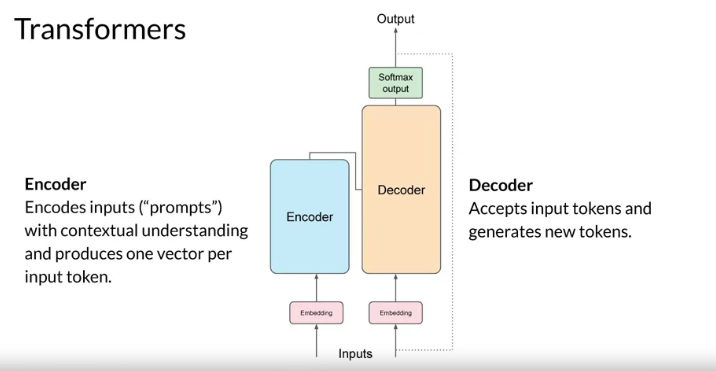 Transformers
Output
Softmax
output
Encoder
Encodes inputs (“prompts”)
with contextual understanding
and produces one vector per
input token.
Encoder
Decoder
Decoder
Accepts input tokens and
generates new tokens.
Embedding
Embedding
Inputs